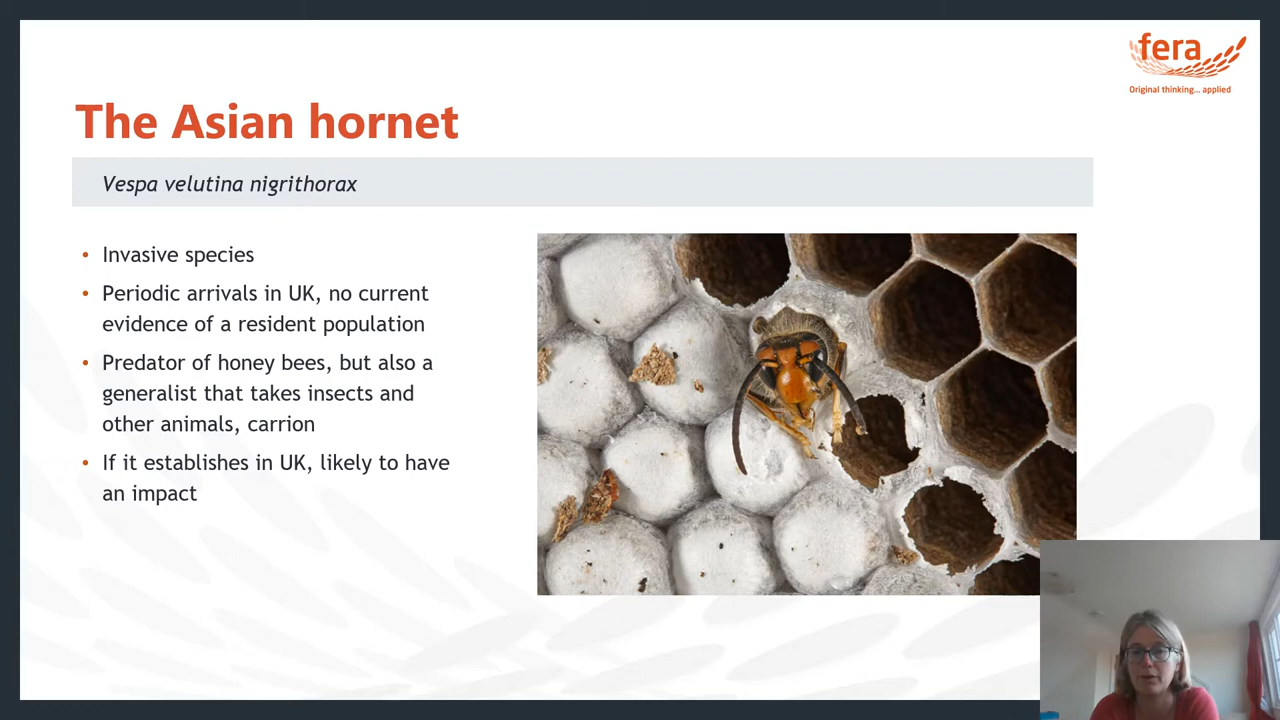 fera
Original thinking... applied
The Asian hornet
Vespa velutina nigrithorax
• Invasive species
• Periodic arrivals in UK, no current
evidence of a resident population
• Predator of honey bees, but also a
generalist that takes insects and
other animals, carrion
• If it establishes in UK, likely to have
an impact